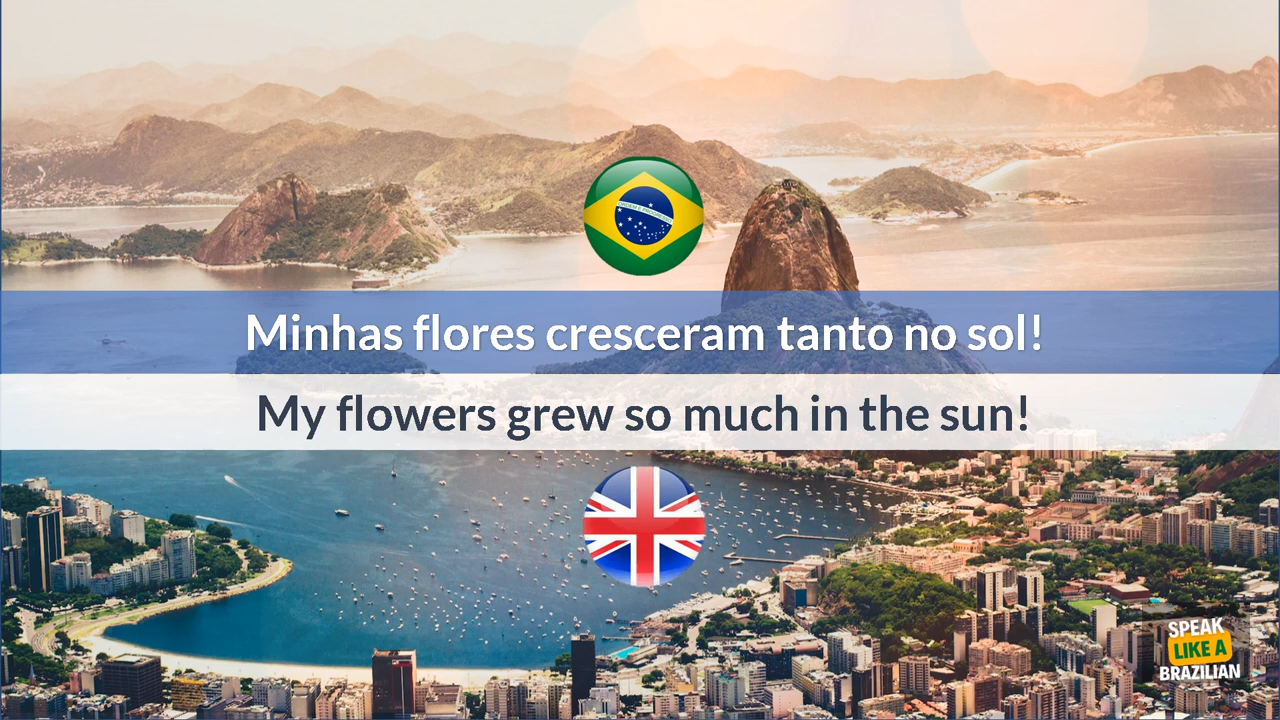 Minhas flores cresceram tanto no sol!
My flowers grew so much in the sun!
SPEAK
LIKE A
BRAZILIAN